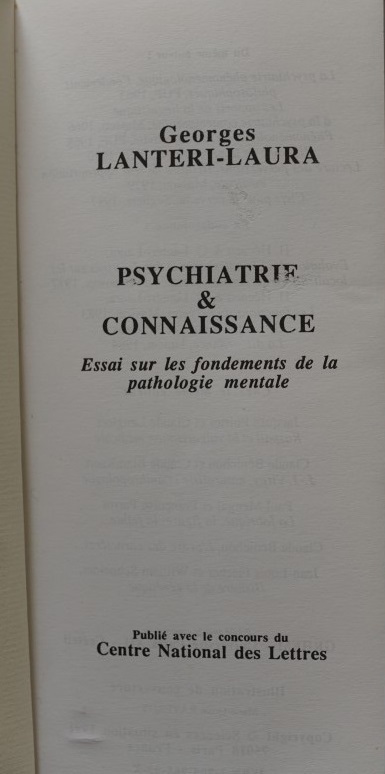 Georges
LANTERI-LAURA
PSYCHIATRIE
&
CONNAISSANCE
Essai sur les fondements de la
pathologie mentale
Publié avec le concours du
Centre National des Lettres